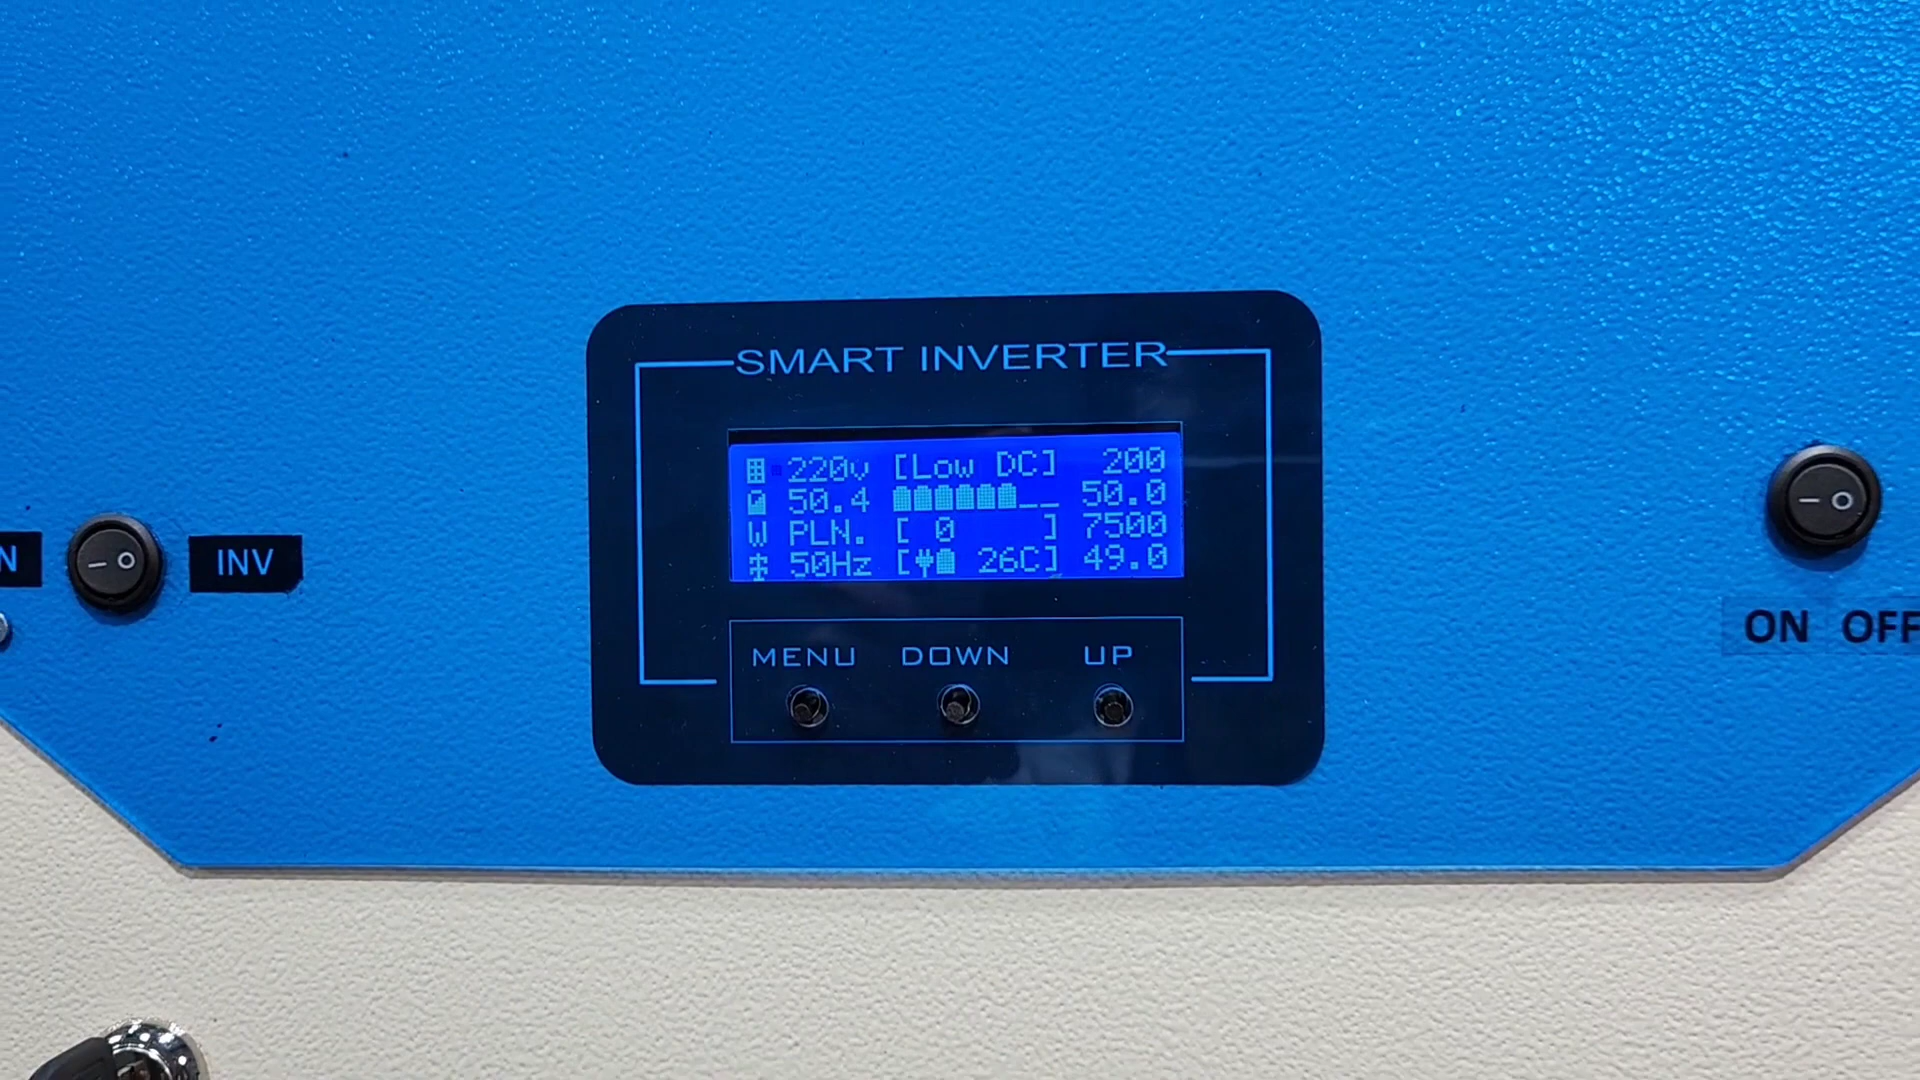 SMART INVERTER
220v [Low DC] 200
50.4 __ 50.0
W PLN. [ 0 ] 7500
50Hz [ 26C] 49.0
MENU DOWN UP
N INV
ON OFF